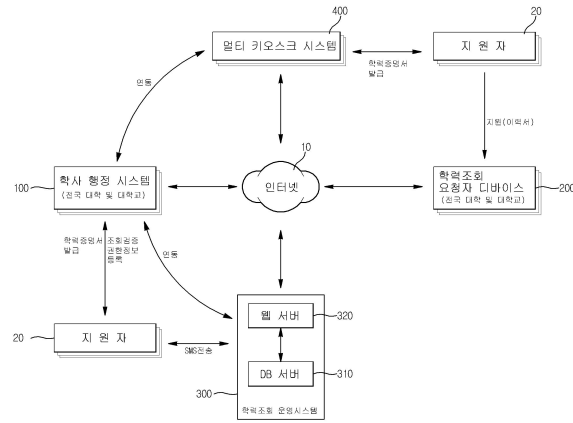 400
멀티 키오스크 시스템
20
지 원 자
학력증명서
발급
연동
지원(이력서)
10
인터넷
100
학사 행정 시스템
(전국 대학 및 대학교)
학력조회
요청자 디바이스
(전국 대학 및 대학교)
200
학력증명서
발급
조회검증
권한정보
등록
연동
20
지 원 자
SMS전송
웹 서버
320
DB 서버
310
300
학력조회 운영시스템